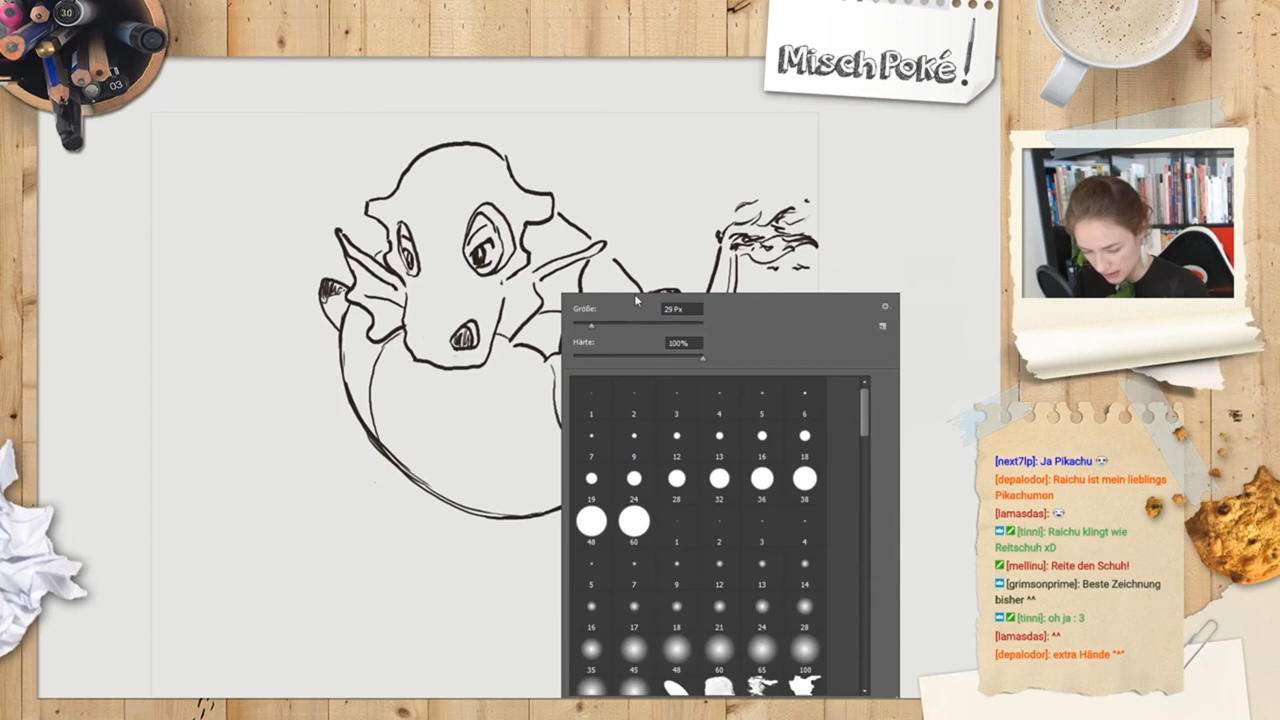 30
03
Misch Poké!
Größe:
29 Px
Härte:
100%
1 2 3 4 5 6
7 9 12 13 16 18
19 24 28 32 36 38
48 60 1 2 3 4
5 7 9 12 13 14
16 17 18 21 24 28
35 45 48 60 65 100
[next7lp]: Ja Pikachu
[depalodor]: Raichu ist mein lieblings
Pikachumon
[lamasdas]:
[tinni]: Raichu klingt wie
Reitschuh xD
[mellinu]: Reite den Schuh!
[grimsonprime]: Beste Zeichnung
bisher ^^
[tinni]: oh ja : 3
[lamasdas]: ^^
[depalodor]: extra Hände °^°